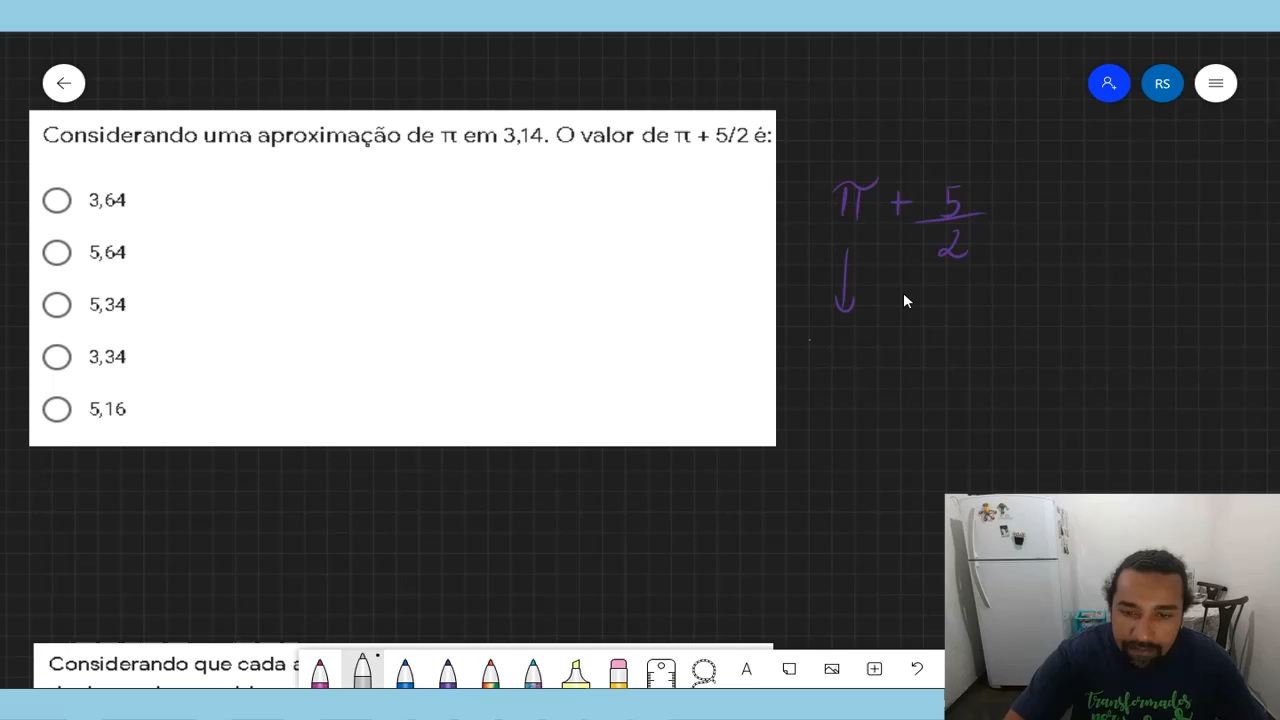 RS
Considerando uma aproximação de π em 3,14. O valor de π + 5/2 é:
3,64
5,64
5,34
3,34
5,16
π + 5
2
Considerando que cada
A
Transformados